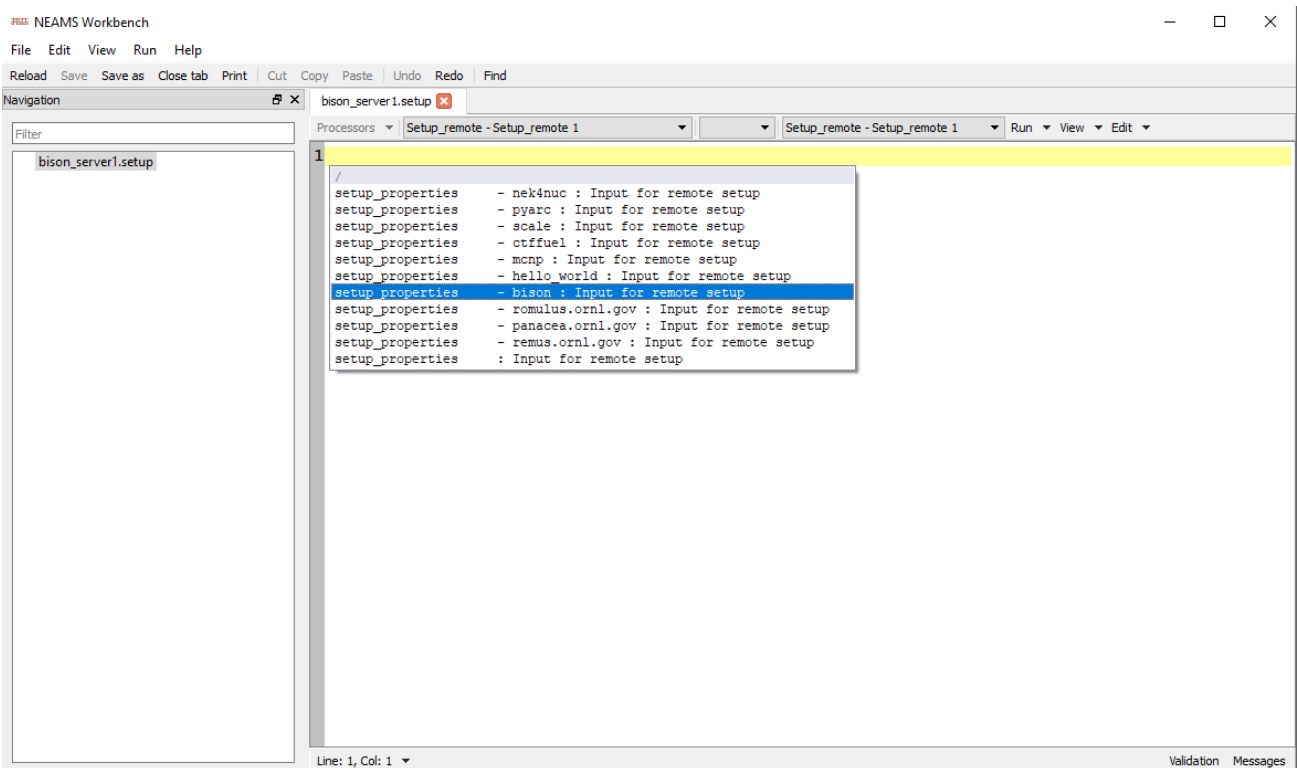 NEAMS Workbench
File Edit View Run Help
Reload Save Save as Close tab Print Cut Copy Paste Undo Redo Find
Navigation
bison_server1.setup
Processors Setup_remote - Setup_remote 1 Setup_remote - Setup_remote 1 Run View Edit
Filter
bison_server1.setup
1
/
setup_properties - nek4nuc : Input for remote setup
setup_properties - pyarc : Input for remote setup
setup_properties - scale : Input for remote setup
setup_properties - ctffuel : Input for remote setup
setup_properties - mcnp : Input for remote setup
setup_properties - hello_world : Input for remote setup
setup_properties - bison : Input for remote setup
setup_properties - romulus.ornl.gov : Input for remote setup
setup_properties - panacea.ornl.gov : Input for remote setup
setup_properties - remus.ornl.gov : Input for remote setup
setup_properties : Input for remote setup
Line: 1, Col: 1
Validation Messages